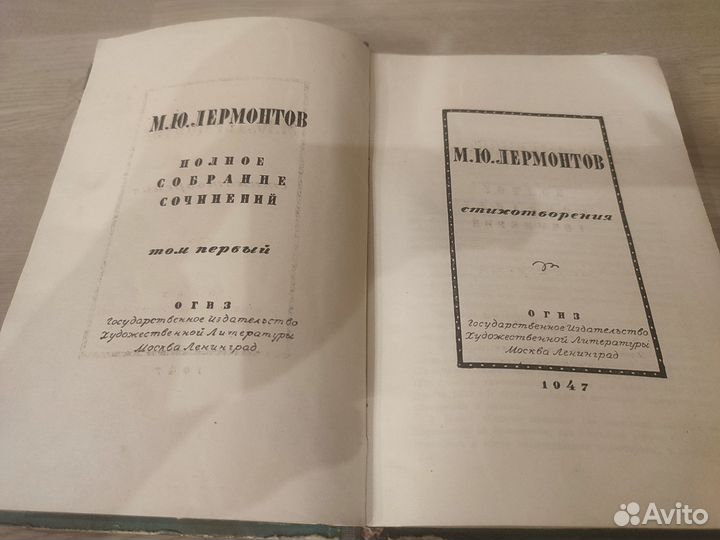 М.Ю.ЛЕРМОНТОВ
ПОЛНОЕ
СОБРАНИЕ
СОЧИНЕНИЙ
том первый
ОГИЗ
Государственное Издательство
Художественной Литературы
Москва Ленинград
М.Ю.ЛЕРМОНТОВ
стихотворения
ОГИЗ
Государственное Издательство
Художественной Литературы
Москва Ленинград
1947
Avito